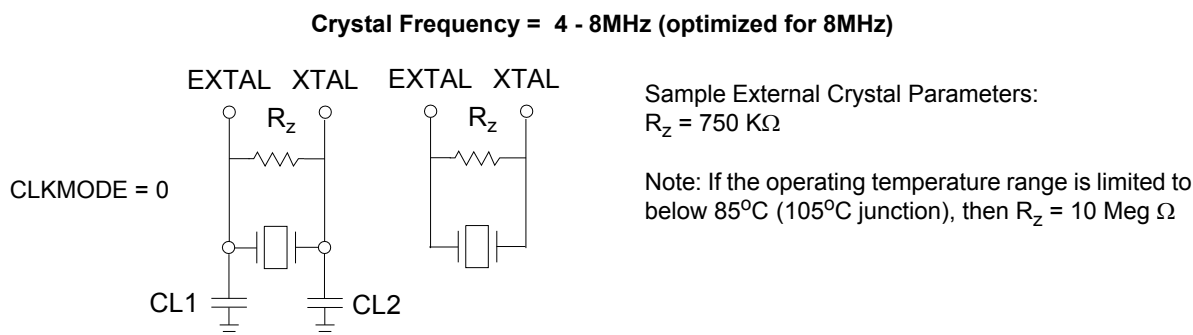 Crystal Frequency = 4 - 8MHz (optimized for 8MHz)
EXTAL XTAL
EXTAL XTAL
Rz
Rz
CLKMODE = 0
CL1
CL2
Sample External Crystal Parameters:
Rz = 750 KΩ
Note: If the operating temperature range is limited to
below 85oC (105oC junction), then Rz = 10 Meg Ω